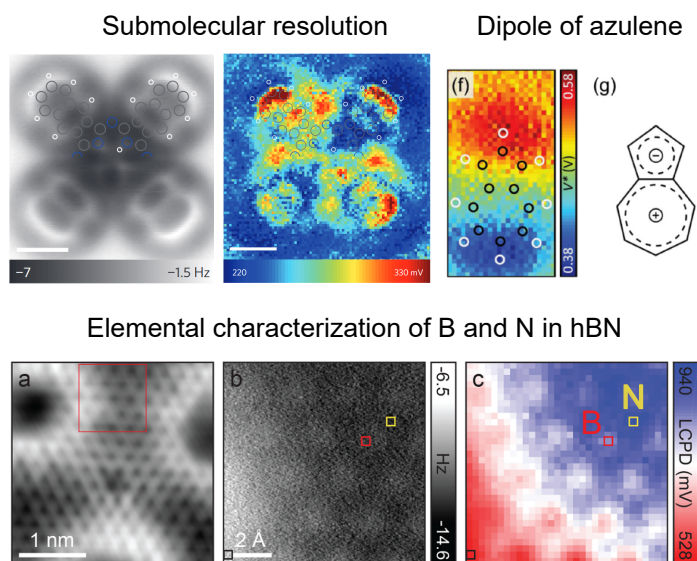 Submolecular resolution
Dipole of azulene
−7
−1.5 Hz
220
330 mV
(f)
0.58
V* (V)
0.38
(g)
−
+
Elemental characterization of B and N in hBN
a
1 nm
b
2 Å
-6.5
Hz
-14.6
c
N
B
940
LCPD (mV)
528